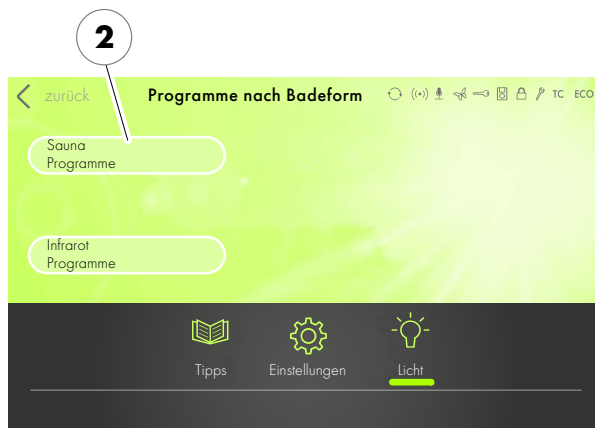 2
zurück Programme nach Badeform TC ECO
Sauna
Programme
Infrarot
Programme
Tipps Einstellungen Licht